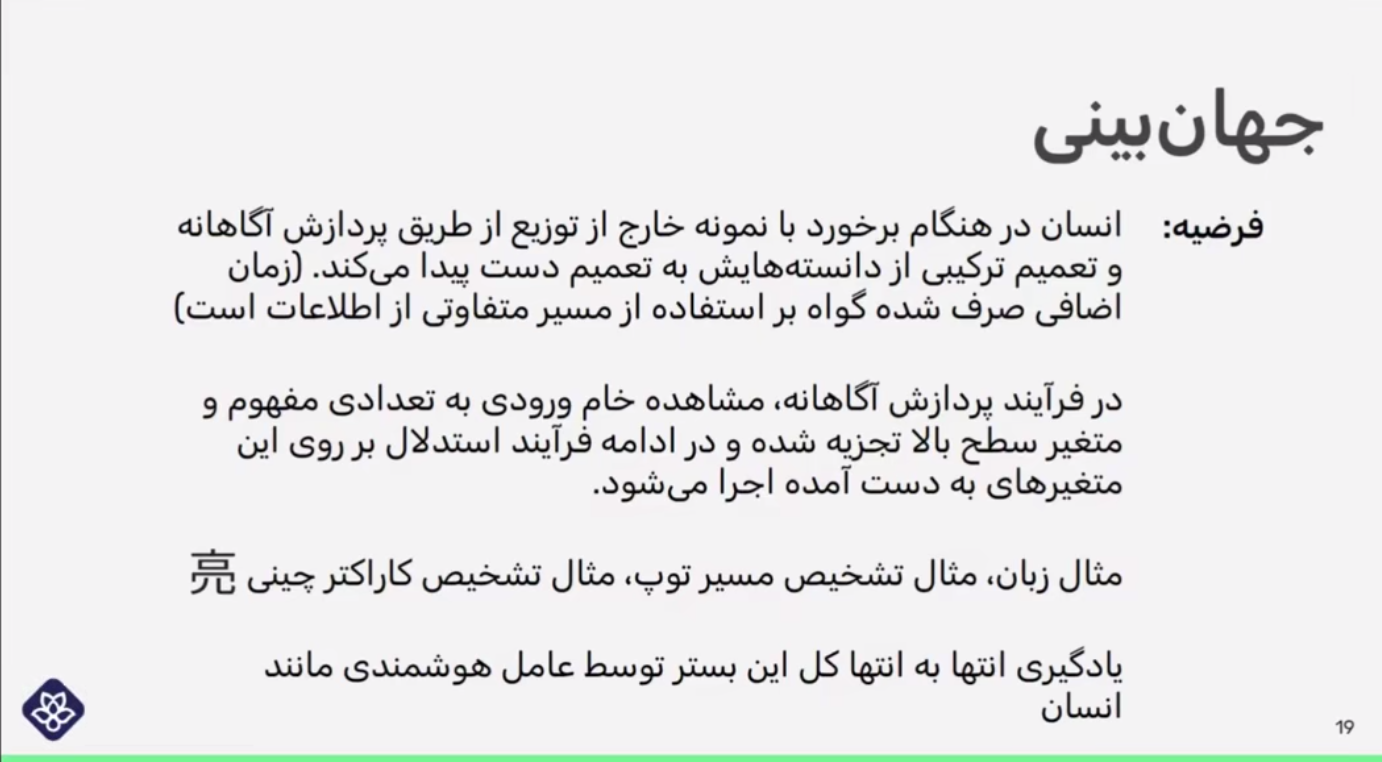 جهان‌بینی
فرضیه: انسان در هنگام برخورد با نمونه خارج از توزیع از طریق پردازش آگاهانه
و تعمیم ترکیبی از دانسته‌هایش به تعمیم دست پیدا می‌کند. (زمان
اضافی صرف شده گواه بر استفاده از مسیر متفاوتی از اطلاعات است)
در فرآیند پردازش آگاهانه، مشاهده خام ورودی به تعدادی مفهوم و
متغیر سطح بالا تجزیه شده و در ادامه فرآیند استدلال بر روی این
متغیرهای به دست آمده اجرا می‌شود.
مثال زبان، مثال تشخیص مسیر توپ، مثال تشخیص کاراکتر چینی 亮
یادگیری انتها به انتها کل این بستر توسط عامل هوشمندی مانند
انسان
19